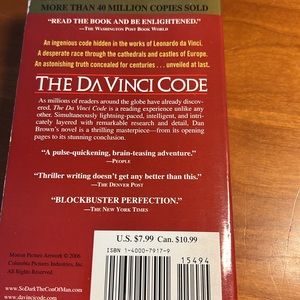 MORE THAN 40 MILLION COPIES SOLD
"READ THE BOOK AND BE ENLIGHTENED."
—THE WASHINGTON POST BOOK WORLD
An ingenious code hidden in the works of Leonardo da Vinci.
A desperate race through the cathedrals and castles of Europe.
An astonishing truth concealed for centuries . . . unveiled at last.
THE DA VINCI CODE
As millions of readers around the globe have already discov-
ered, The Da Vinci Code is a reading experience unlike any
other. Simultaneously lightning-paced, intelligent, and intri-
cately layered with remarkable research and detail, Dan
Brown's novel is a thrilling masterpiece—from its opening
pages to its stunning conclusion.
"A pulse-quickening, brain-teasing adventure."
—PEOPLE
"Thriller writing doesn't get any better than this."
—THE DENVER POST
"BLOCKBUSTER PERFECTION."
—THE NEW YORK TIMES
U.S. $7.99 Can. $10.99
ISBN 1-4000-7917-9
15494
Motion Picture Artwork © 2006
Columbia Pictures Industries, Inc.
All Rights Reserved.
www.SoDarkTheConOfMan.com
www.davincicode.com